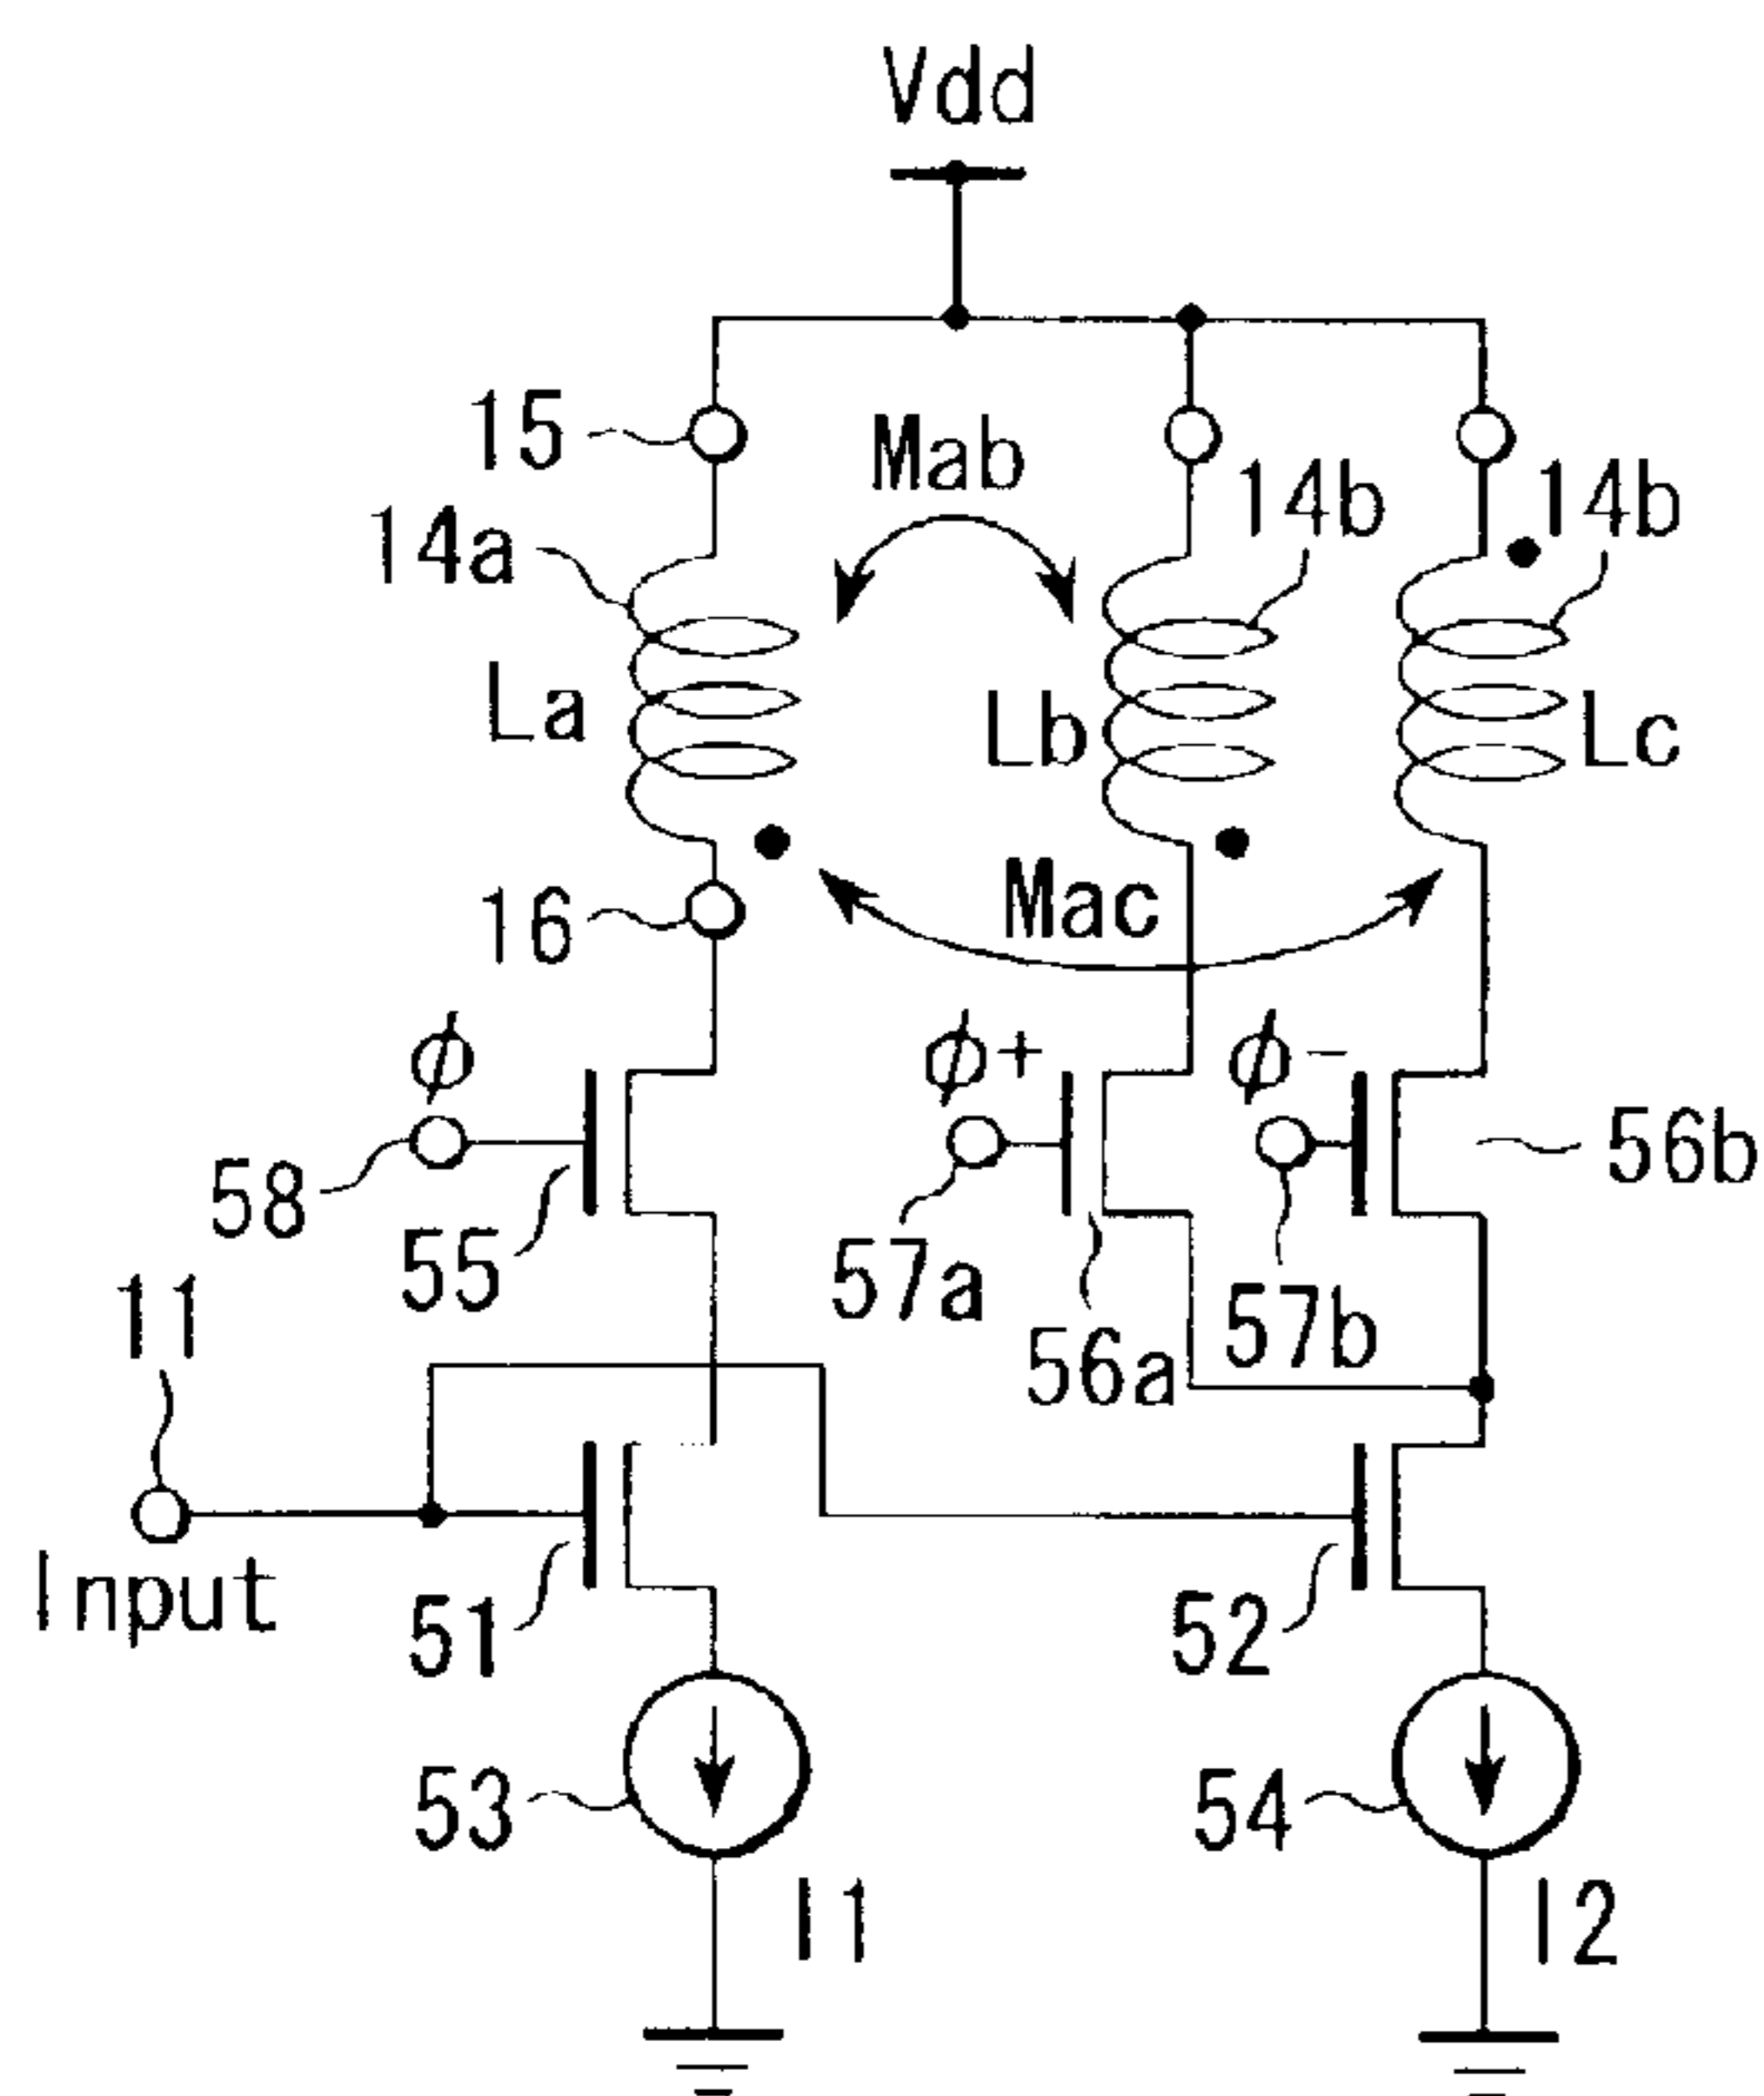 Vdd
15
Mab
14b
14b
14a
La
Lb
Lc
16
Mac
ϕ
ϕ+
ϕ-
58
55
57a
56a
57b
56b
11
Input
51
52
53
54
I1
I2